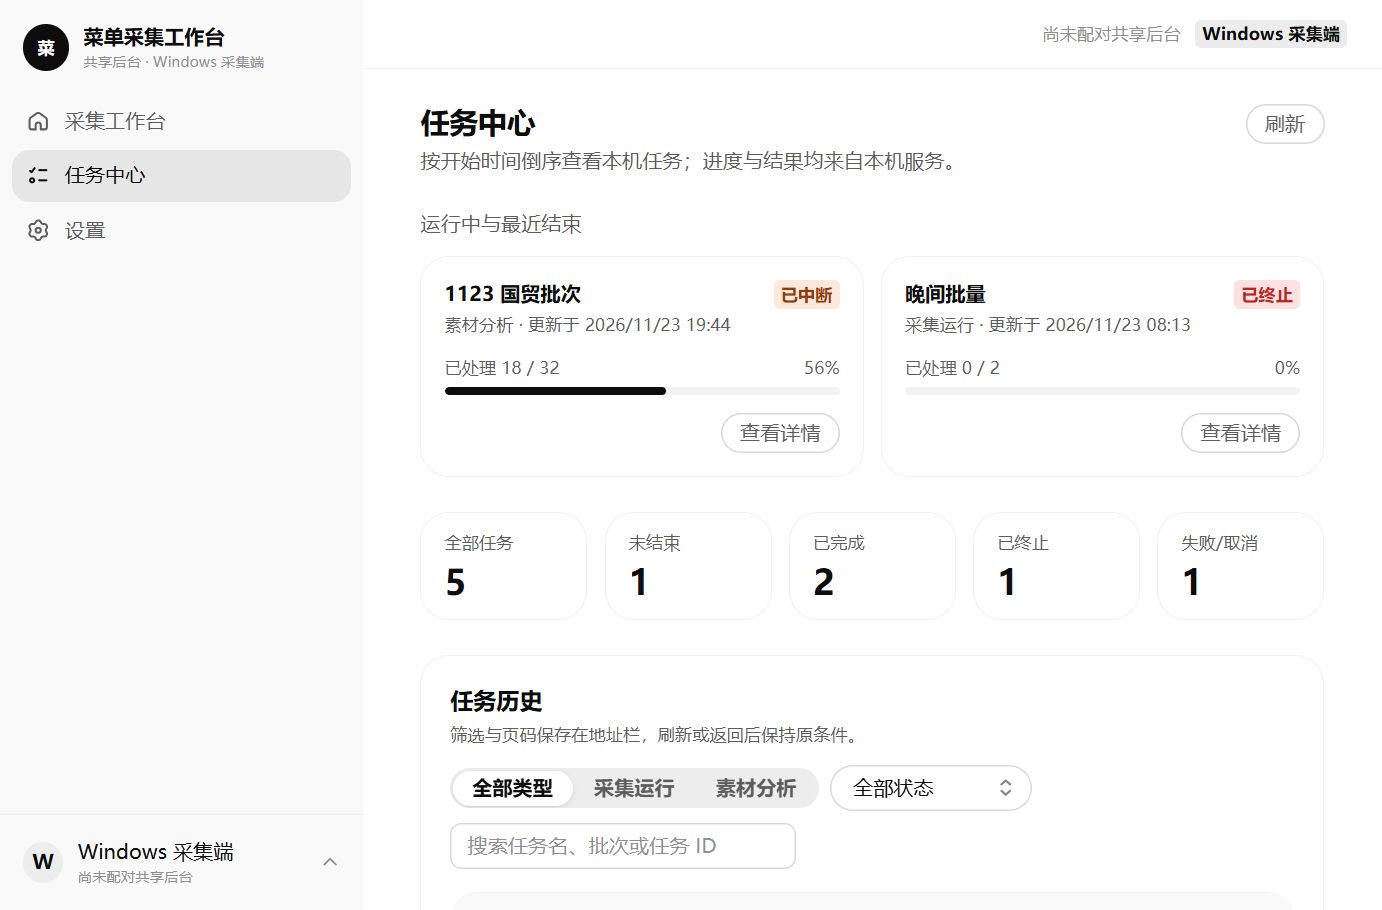 菜
菜单采集工作台
共享后台 · Windows 采集端
采集工作台
任务中心
设置
W
Windows 采集端
尚未配对共享后台
尚未配对共享后台
Windows 采集端
任务中心
刷新
按开始时间倒序查看本机任务；进度与结果均来自本机服务。
运行中与最近结束
1123 国贸批次
已中断
素材分析 · 更新于 2026/11/23 19:44
已处理 18 / 32
56%
查看详情
晚间批量
已终止
采集运行 · 更新于 2026/11/23 08:13
已处理 0 / 2
0%
查看详情
全部任务
5
未结束
1
已完成
2
已终止
1
失败/取消
1
任务历史
筛选与页码保存在地址栏，刷新或返回后保持原条件。
全部类型
采集运行
素材分析
全部状态
搜索任务名、批次或任务 ID